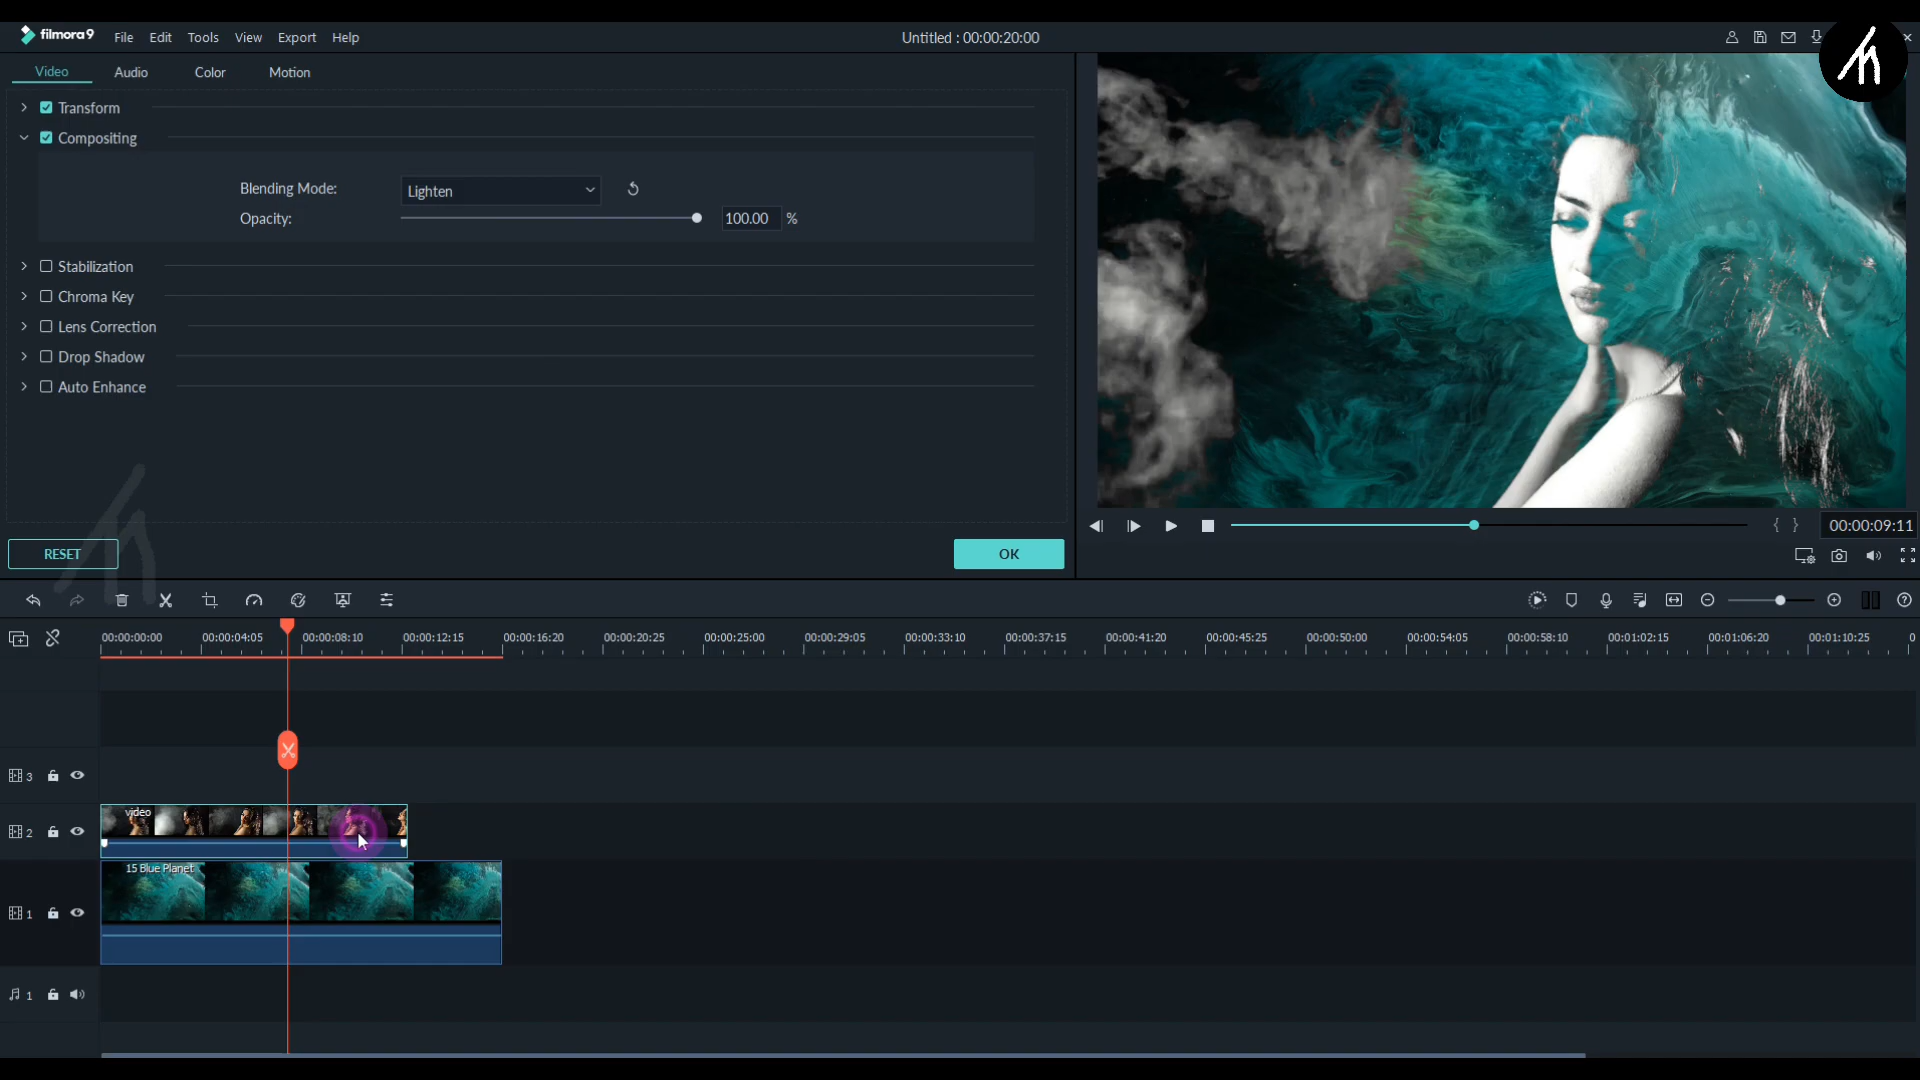 filmora9 File Edit Tools View Export Help
Untitled : 00:00:20:00
Video Audio Color Motion
Transform
Compositing
Blending Mode: Lighten
Opacity: 100.00 %
Stabilization
Chroma Key
Lens Correction
Drop Shadow
Auto Enhance
RESET OK
{ } 00:00:09:11
00:00:00:00 00:00:04:05 00:00:08:10 00:00:12:15 00:00:16:20 00:00:20:25 00:00:25:00 00:00:29:05 00:00:33:10 00:00:37:15 00:00:41:20 00:00:45:25 00:00:50:00 00:00:54:05 00:00:58:10 00:01:02:15 00:01:06:20 00:01:10:25 0
3
video
2
15 Blue Planet
1
1